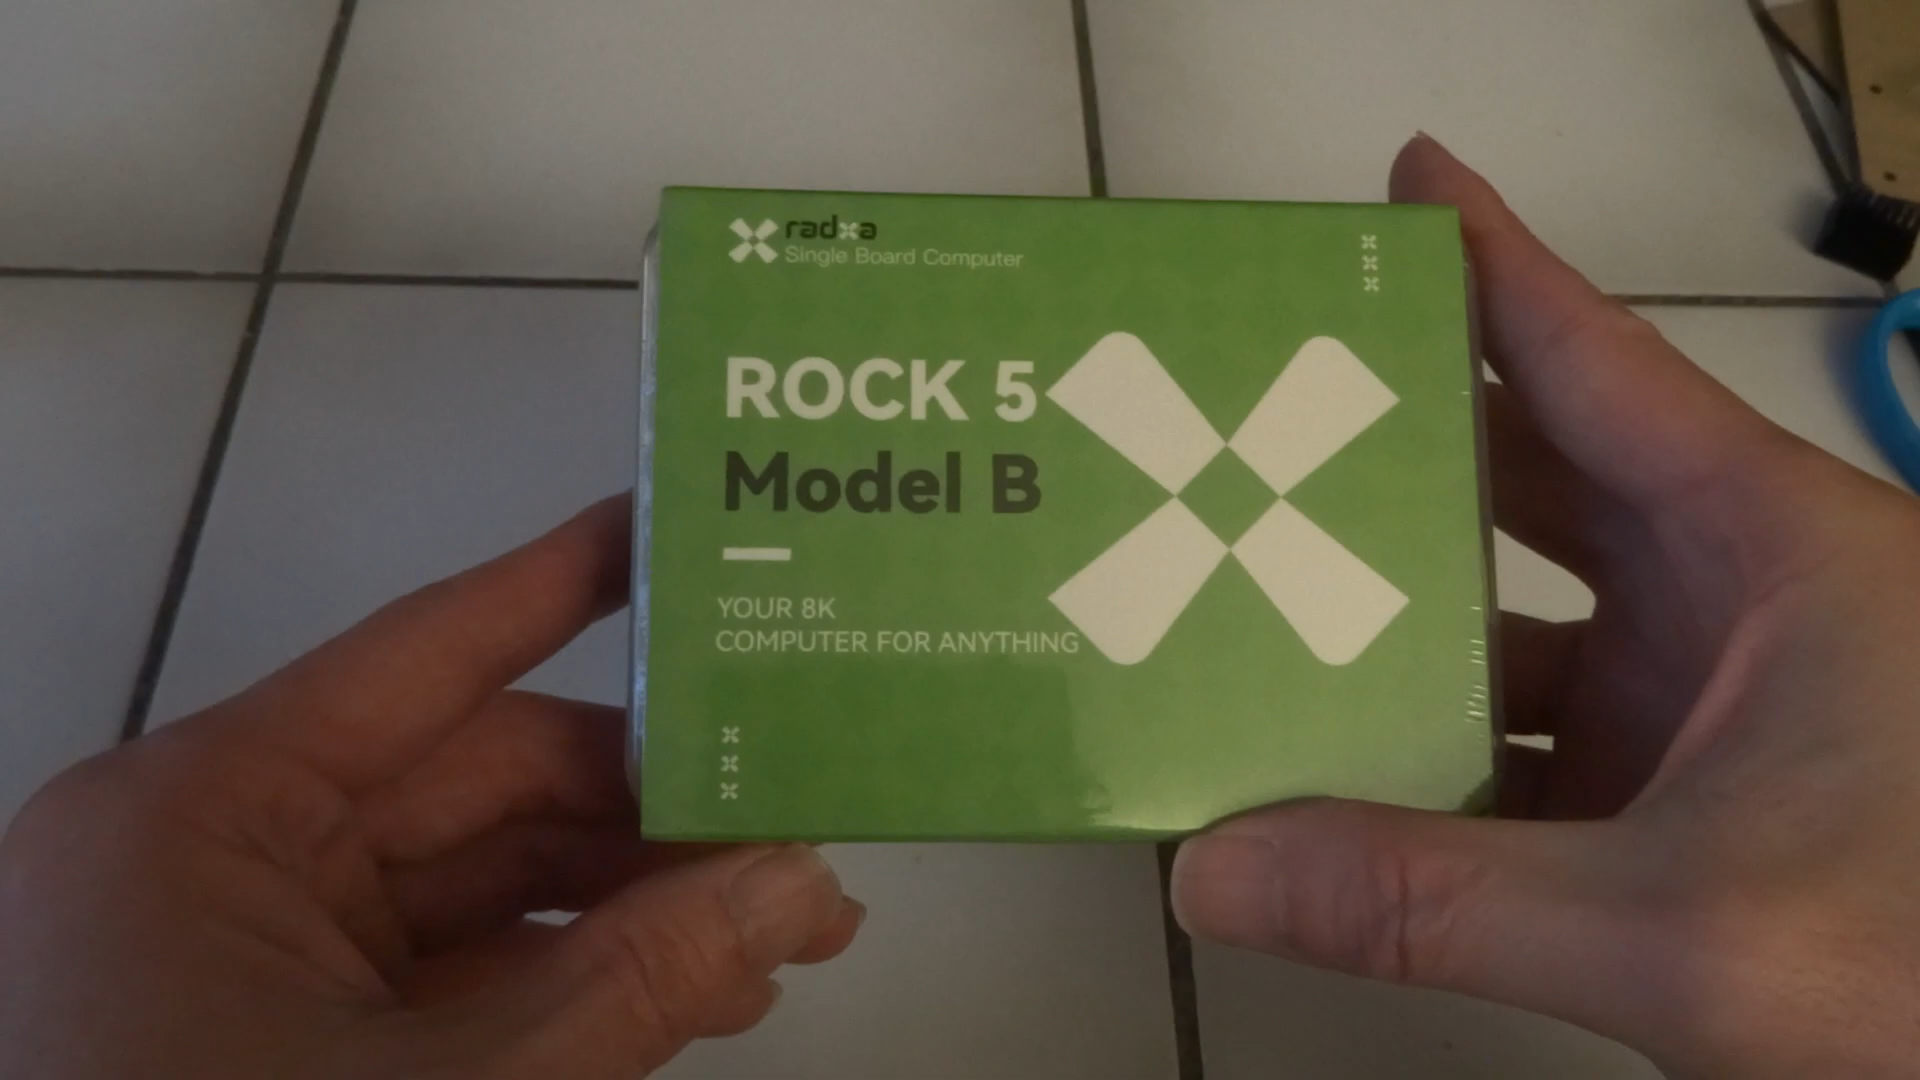 radxa
Single Board Computer
ROCK 5
Model B
YOUR 8K
COMPUTER FOR ANYTHING